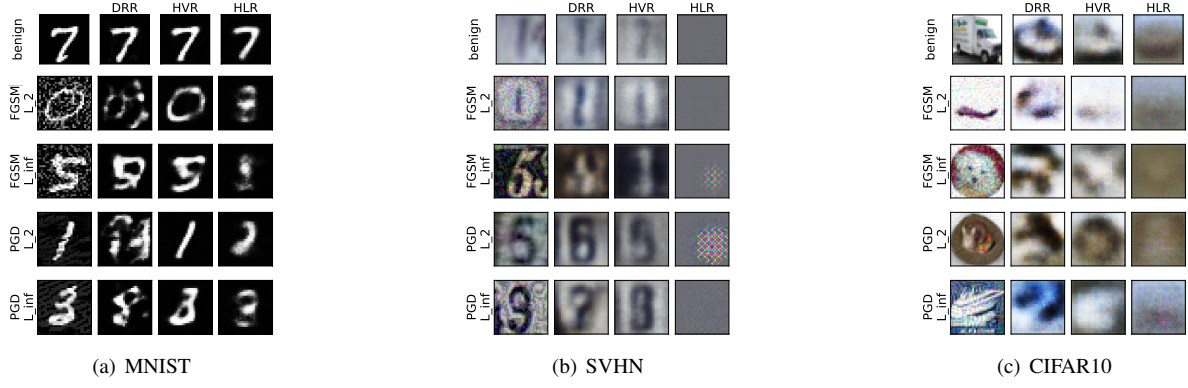 DRR HVR HLR
benign
FGSM
L_2
FGSM
L_inf
PGD
L_2
PGD
L_inf
(a) MNIST
DRR HVR HLR
benign
FGSM
L_2
FGSM
L_inf
PGD
L_2
PGD
L_inf
(b) SVHN
DRR HVR HLR
benign
FGSM
L_2
FGSM
L_inf
PGD
L_2
PGD
L_inf
(c) CIFAR10